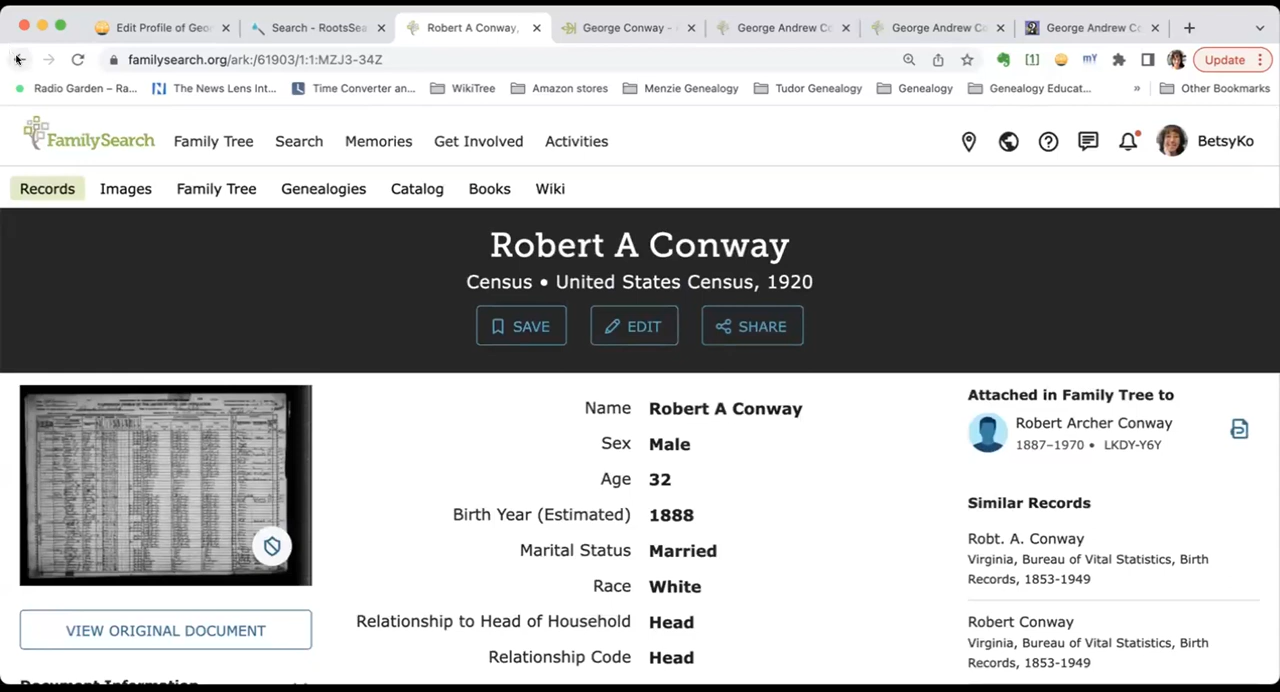 Edit Profile of Geor
Search - RootsSea
Robert A Conway,
George Conway - A
George Andrew Co
George Andrew Co
George Andrew Co
familysearch.org/ark:/61903/1:1:MZJ3-34Z
[1]
mY
Update
Radio Garden – Ra...
The News Lens Int...
Time Converter an...
WikiTree
Amazon stores
Menzie Genealogy
Tudor Genealogy
Genealogy
Genealogy Educat...
»
Other Bookmarks
FamilySearch
Family Tree
Search
Memories
Get Involved
Activities
BetsyKo
Records
Images
Family Tree
Genealogies
Catalog
Books
Wiki
Robert A Conway
Census • United States Census, 1920
SAVE
EDIT
SHARE
Name Robert A Conway
Sex Male
Age 32
Birth Year (Estimated) 1888
Marital Status Married
Race White
Relationship to Head of Household Head
Relationship Code Head
VIEW ORIGINAL DOCUMENT
Document Information
Attached in Family Tree to
Robert Archer Conway
1887–1970 • LKDY-Y6Y
Similar Records
Robt. A. Conway
Virginia, Bureau of Vital Statistics, Birth
Records, 1853-1949
Robert Conway
Virginia, Bureau of Vital Statistics, Birth
Records, 1853-1949